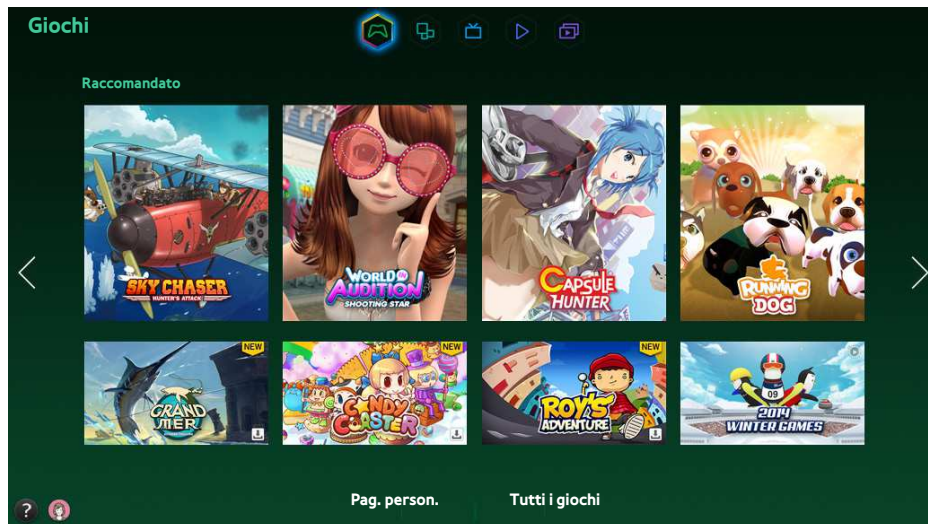 Giochi
Raccomandato
SKY CHASER
HUNTER'S ATTACK
WORLD IN
AUDITION
SHOOTING STAR
CAPSULE
HUNTER
RUNNING
DOG
NEW
GRAND
MER
NEW
CANDY
COASTER
NEW
ROY'S
ADVENTURE
09
2014
WINTER GAMES
?
Pag. person.
Tutti i giochi